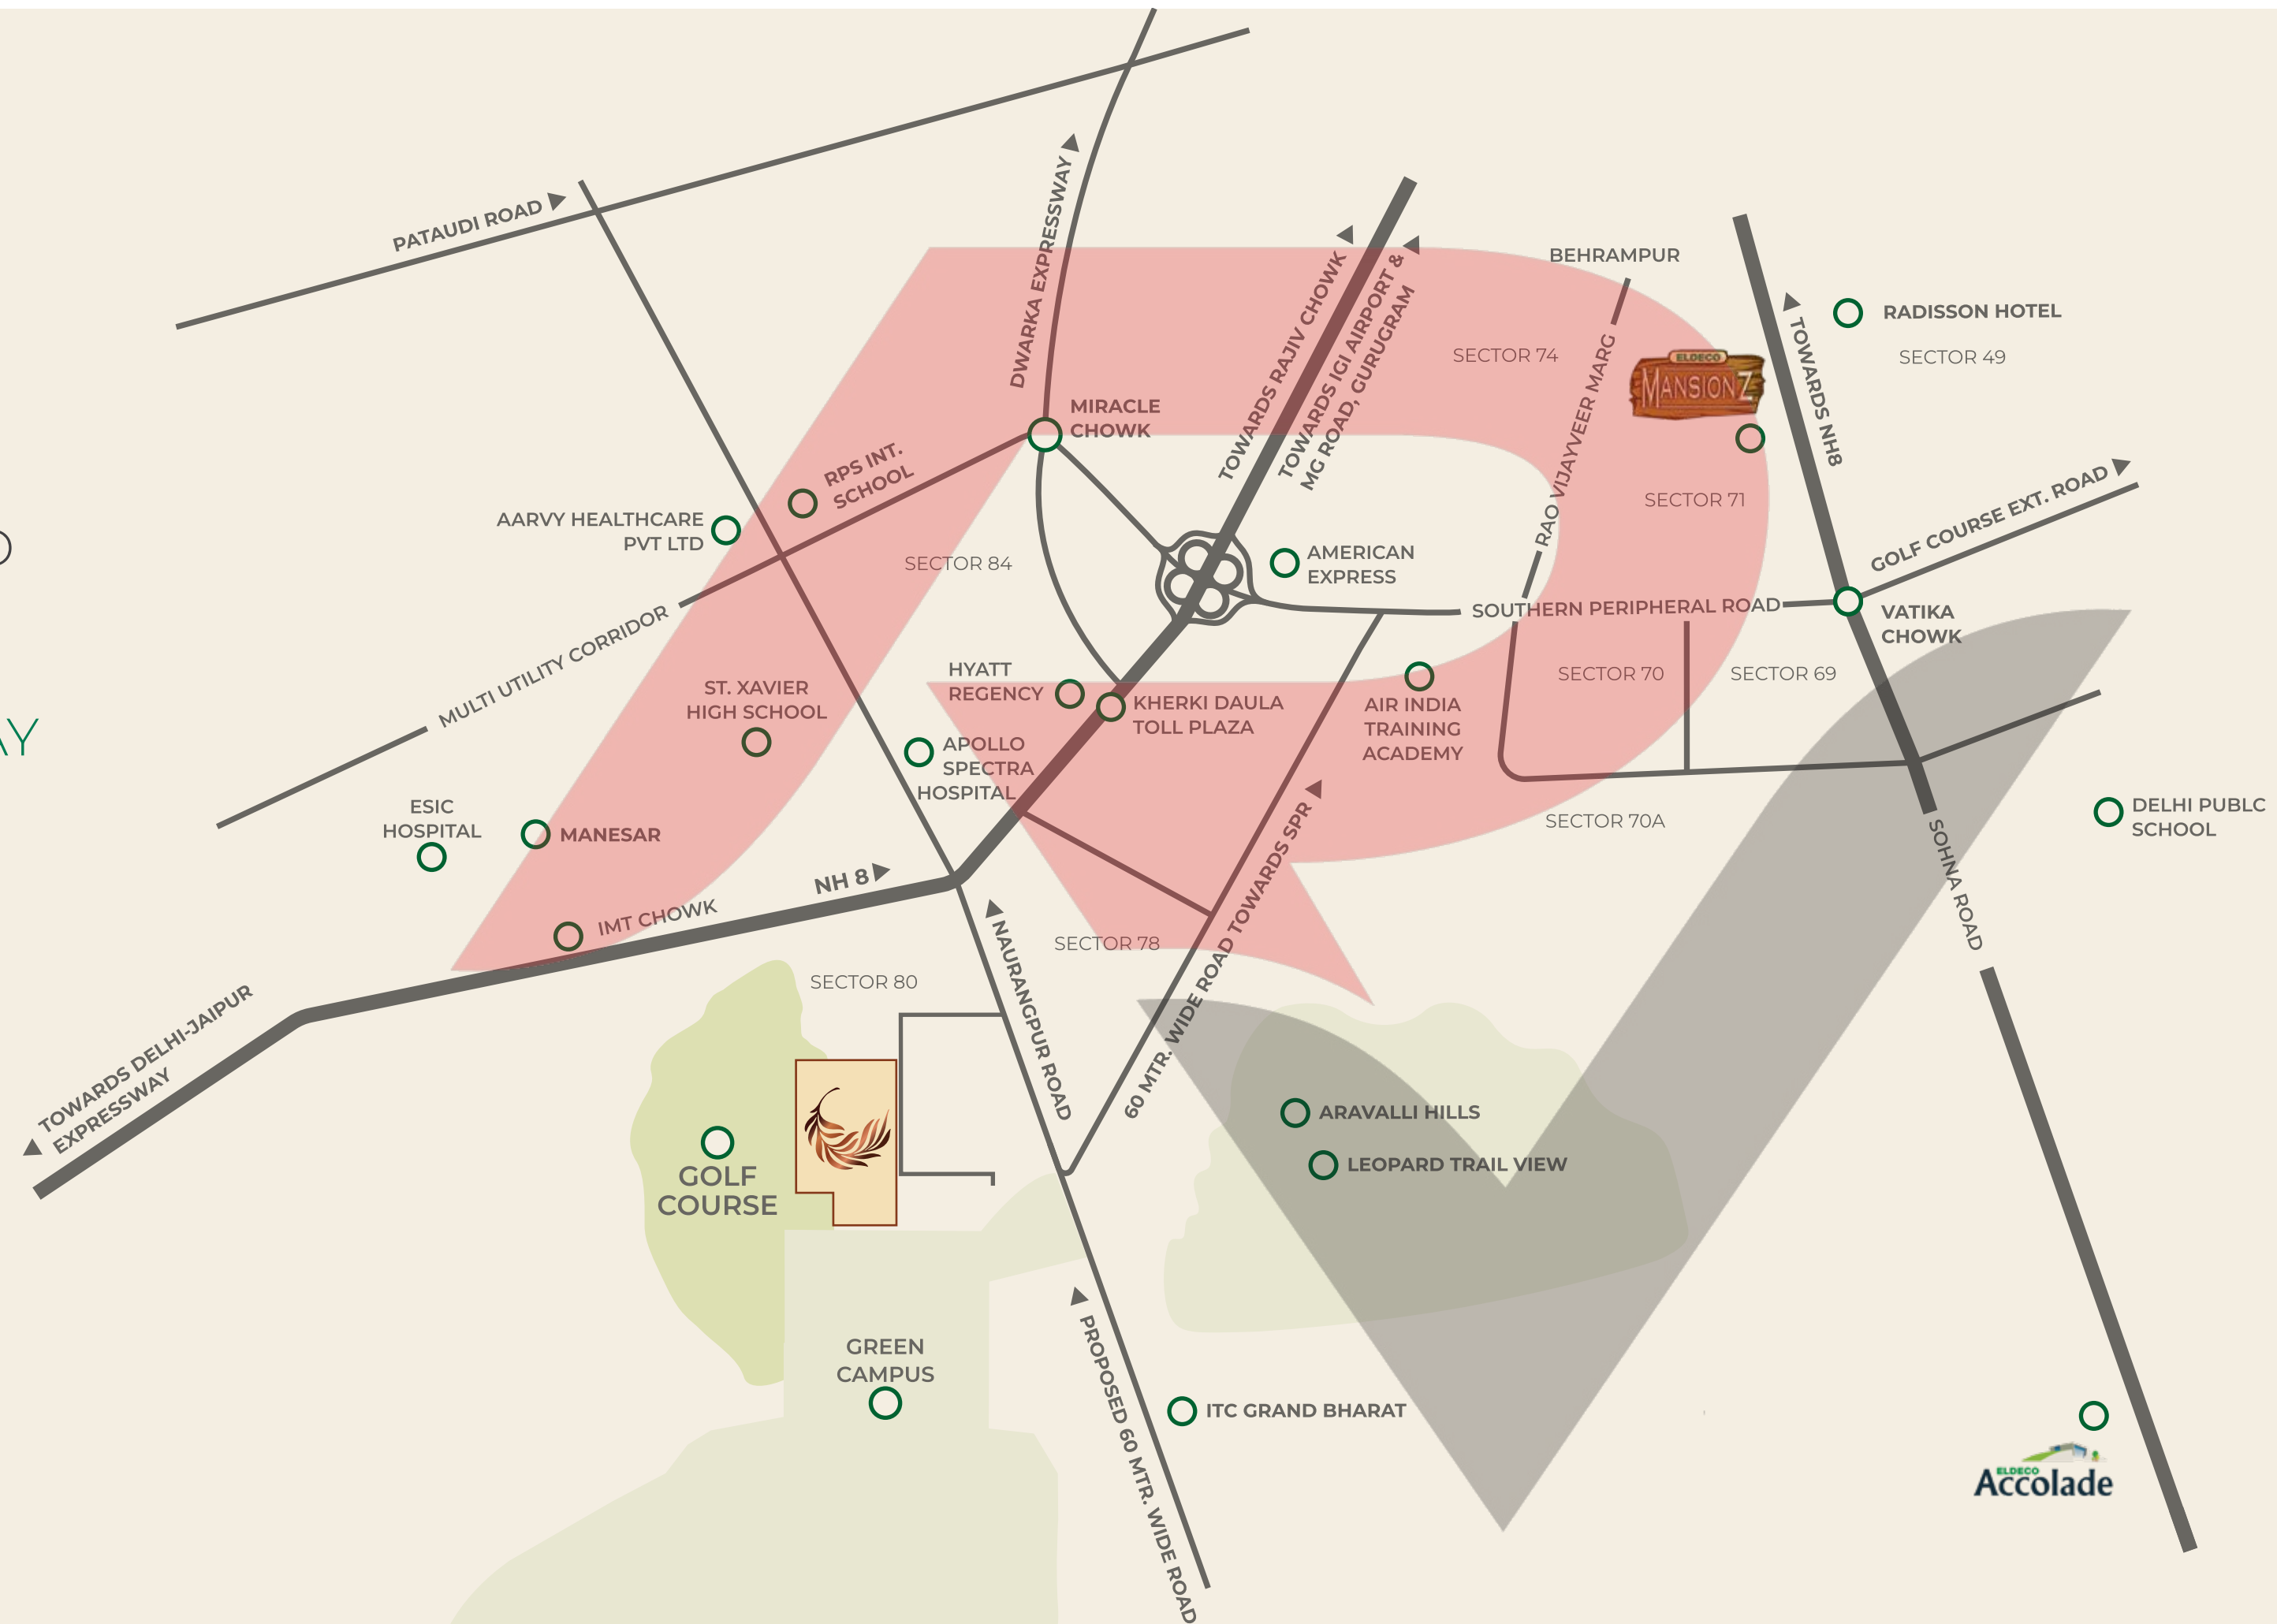 PATAUDI ROAD
DWARKA EXPRESSWAY
TOWARDS RAJIV CHOWK
TOWARDS IGI AIRPORT &
MG ROAD, GURUGRAM
BEHRAMPUR
RADISSON HOTEL
SECTOR 49
SECTOR 74
RAO VIJAYVEER MARG
ELDECO
MANSIONZ
TOWARDS NH8
MIRACLE
CHOWK
RPS INT.
SCHOOL
AARVY HEALTHCARE
PVT LTD
SECTOR 84
AMERICAN
EXPRESS
SECTOR 71
GOLF COURSE EXT. ROAD
SOUTHERN PERIPHERAL ROAD
VATIKA
CHOWK
MULTI UTILITY CORRIDOR
AY
ST. XAVIER
HIGH SCHOOL
HYATT
REGENCY
KHERKI DAULA
TOLL PLAZA
AIR INDIA
TRAINING
ACADEMY
SECTOR 70
SECTOR 69
APOLLO
SPECTRA
HOSPITAL
ESIC
HOSPITAL
MANESAR
SECTOR 70A
DELHI PUBLC
SCHOOL
SOHNA ROAD
NH 8
IMT CHOWK
SECTOR 78
60 MTR. WIDE ROAD TOWARDS SPR
SECTOR 80
NAURANGPUR ROAD
TOWARDS DELHI-JAIPUR
EXPRESSWAY
ARAVALLI HILLS
LEOPARD TRAIL VIEW
GOLF
COURSE
GREEN
CAMPUS
PROPOSED 60 MTR. WIDE ROAD
ITC GRAND BHARAT
ELDECO
Accolade